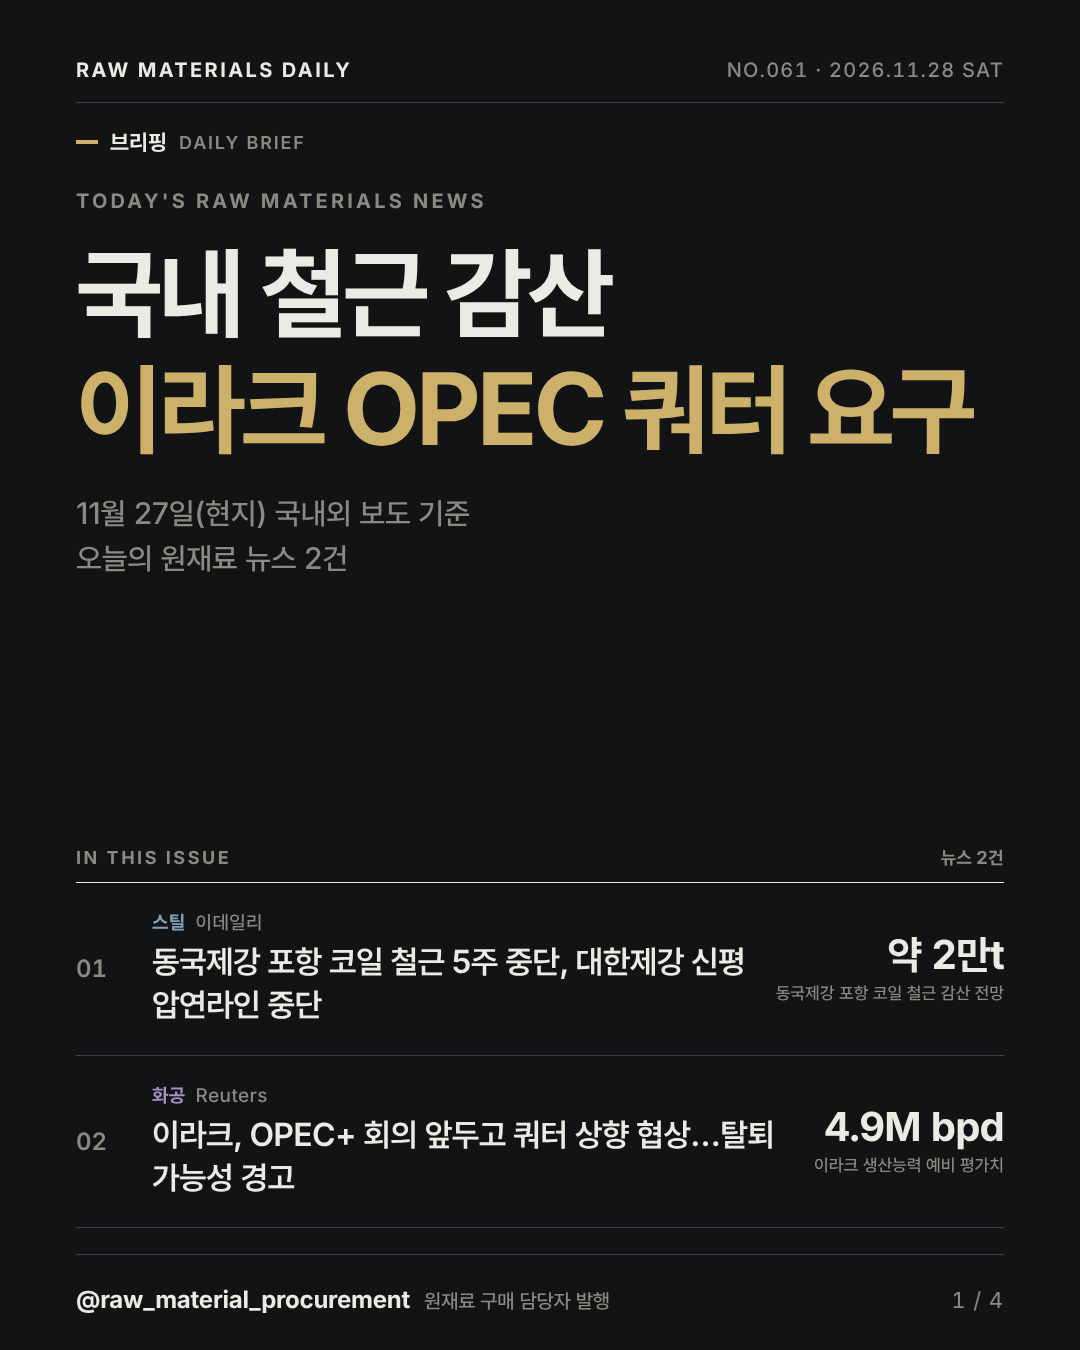 RAW MATERIALS DAILY
NO.061 · 2026.11.28 SAT
브리핑 DAILY BRIEF
TODAY'S RAW MATERIALS NEWS
국내 철근 감산
이라크 OPEC 쿼터 요구
11월 27일(현지) 국내외 보도 기준
오늘의 원재료 뉴스 2건
IN THIS ISSUE
뉴스 2건
스틸 이데일리
01
동국제강 포항 코일 철근 5주 중단, 대한제강 신평
압연라인 중단
약 2만t
동국제강 포항 코일 철근 감산 전망
화공 Reuters
02
이라크, OPEC+ 회의 앞두고 쿼터 상향 협상…탈퇴
가능성 경고
4.9M bpd
이라크 생산능력 예비 평가치
@raw_material_procurement 원재료 구매 담당자 발행
1 / 4